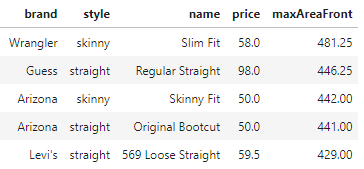 brand style name price maxAreaFront
Wrangler skinny Slim Fit 58.0 481.25
Guess straight Regular Straight 98.0 446.25
Arizona skinny Skinny Fit 50.0 442.00
Arizona straight Original Bootcut 50.0 441.00
Levi's straight 569 Loose Straight 59.5 429.00